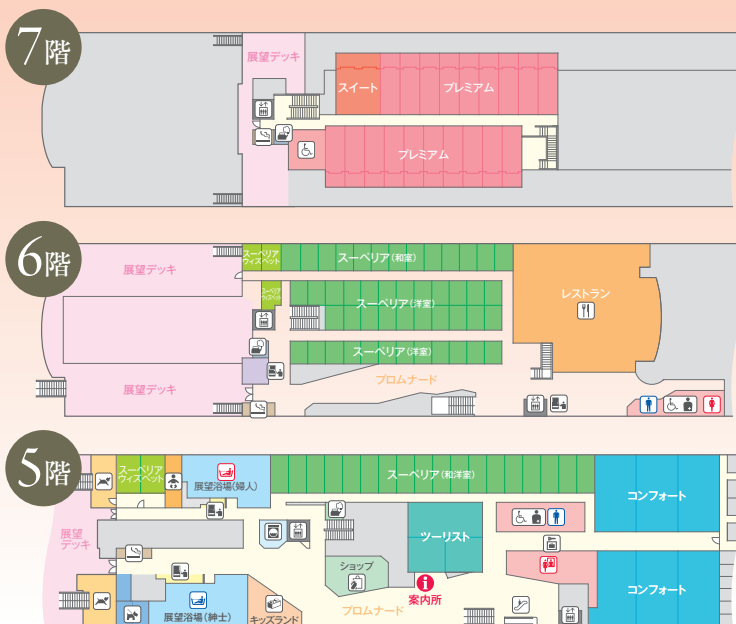 7階
展望デッキ
スイート
プレミアム
プレミアム
6階
展望デッキ
スーペリア
ウィズペット
スーペリア(和室)
スーペリア
ウィズペット
スーペリア(洋室)
レストラン
スーペリア(洋室)
プロムナード
展望デッキ
5階
スーペリア
ウィズペット
展望浴場(婦人)
スーペリア(和洋室)
コンフォート
展望
デッキ
ツーリスト
ショップ
案内所
コンフォート
展望浴場(紳士)
キッズランド
プロムナード